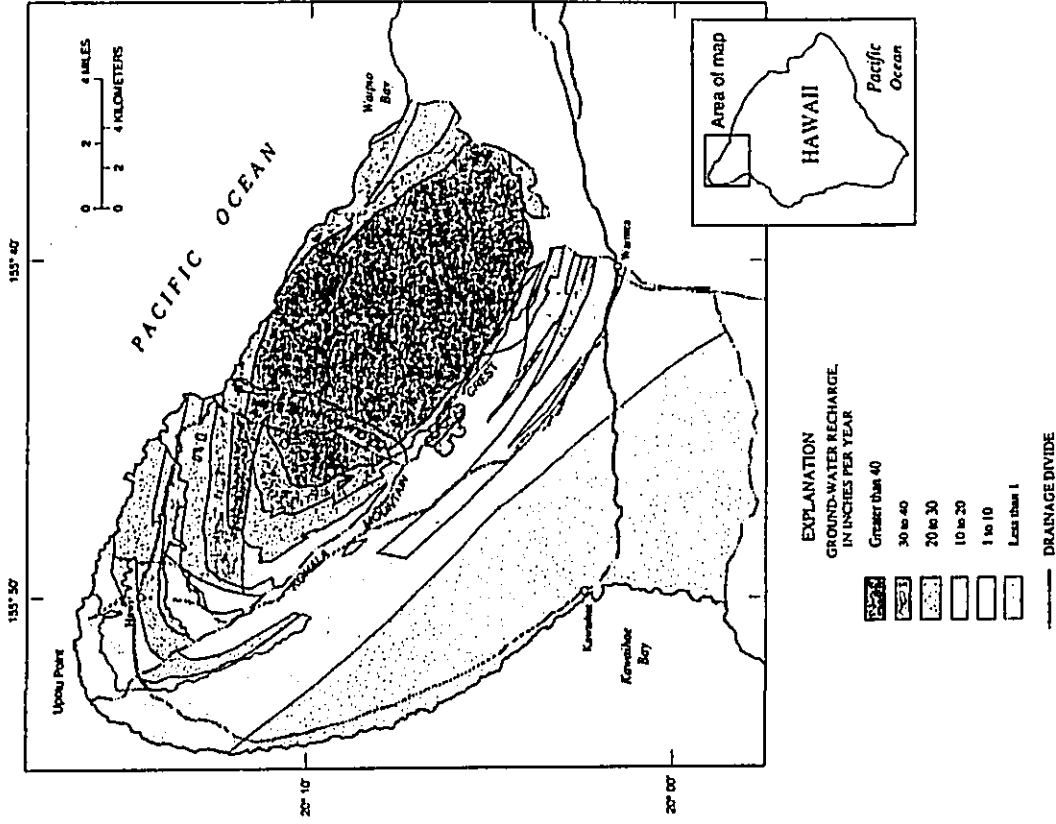 155° 50'
155° 40'
20° 10'
20° 00'
PACIFIC OCEAN
0 2 4 MILES
0 2 4 KILOMETERS
Upolu Point
Hawi
Waipio
Bay
KOHALA MOUNTAIN CREST
Waimea
Kawaihae
Kawaihae
Bay
Area of map
HAWAII
Pacific
Ocean
EXPLANATION
GROUND-WATER RECHARGE,
IN INCHES PER YEAR
Greater than 40
30 to 40
20 to 30
10 to 20
1 to 10
Less than 1
DRAINAGE DIVIDE